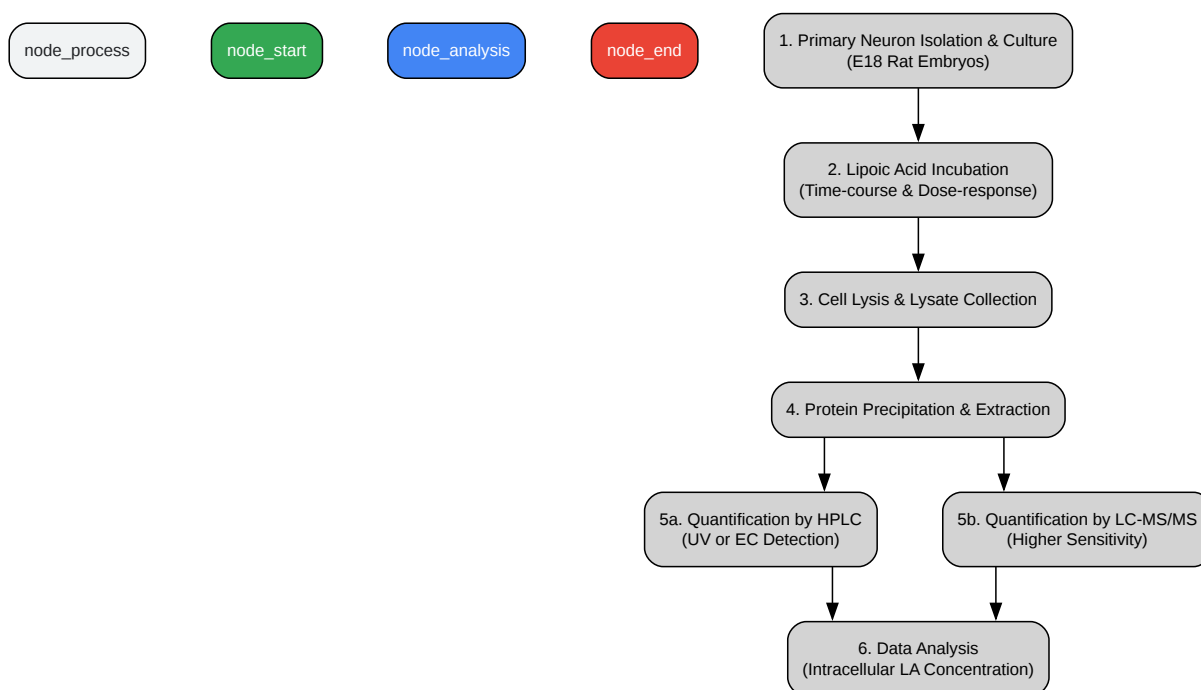 node_process
node_start
node_analysis
node_end
1. Primary Neuron Isolation & Culture
(E18 Rat Embryos)
2. Lipoic Acid Incubation
(Time-course & Dose-response)
3. Cell Lysis & Lysate Collection
4. Protein Precipitation & Extraction
5a. Quantification by HPLC
(UV or EC Detection)
5b. Quantification by LC-MS/MS
(Higher Sensitivity)
6. Data Analysis
(Intracellular LA Concentration)